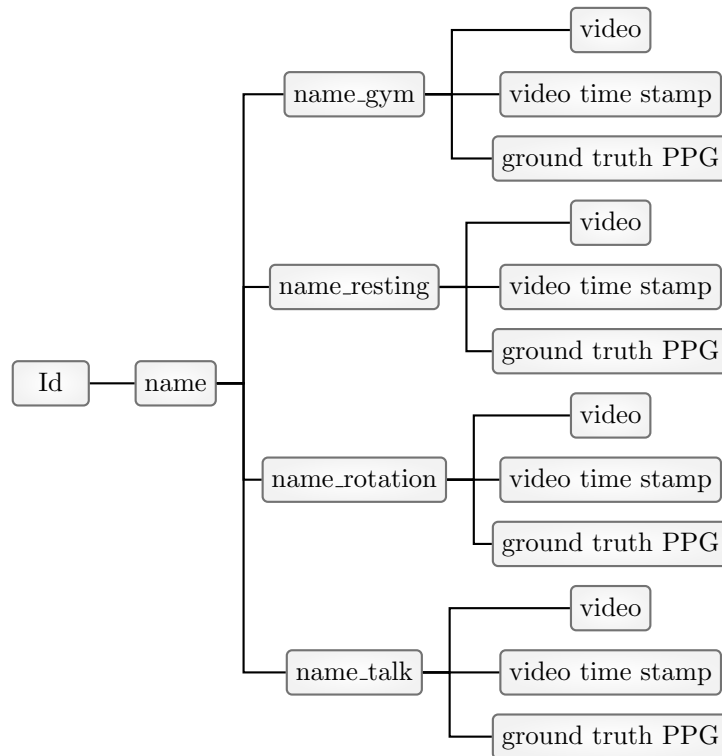 video
name_gym
video time stamp
ground truth PPG
video
name_resting
video time stamp
ground truth PPG
Id
name
video
name_rotation
video time stamp
ground truth PPG
video
name_talk
video time stamp
ground truth PPG